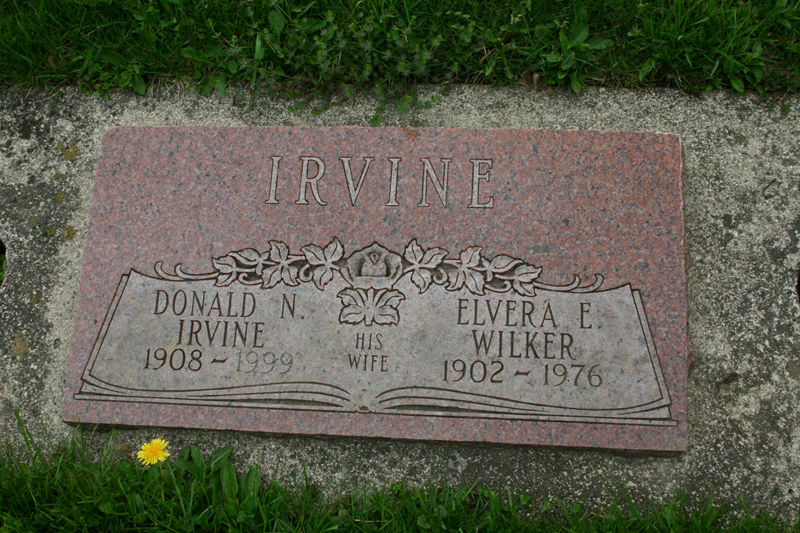 IRVINE
DONALD N.
IRVINE
1908 - 1999
HIS
WIFE
ELVERA E.
WILKER
1902 - 1976